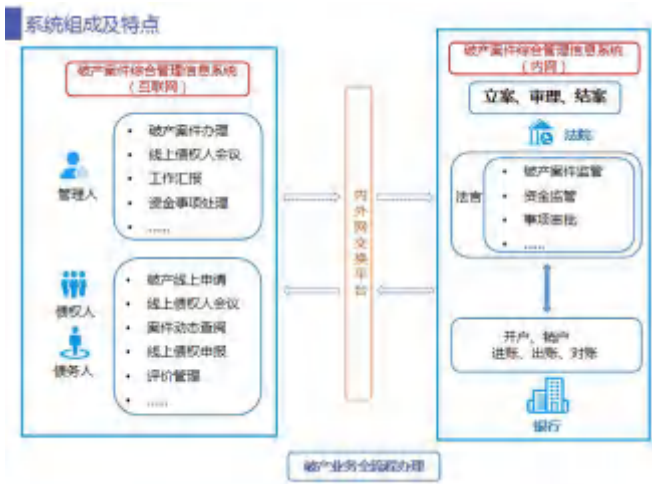 系统组成及特点
破产案件综合管理信息系统
（互联网）
管理人
• 破产案件办理
• 线上债权人会议
• 工作汇报
• 资金事项处理
• ......
债权人
债务人
• 破产线上申请
• 线上债权人会议
• 案件动态查阅
• 线上债权申报
• 评价管理
• ......
内外网交换平台
破产案件综合管理信息系统
（内网）
立案、审理、结案
法院
法官
• 破产案件监管
• 资金监管
• 事项审批
• ......
开户、销户
进账、出账、对账
银行
破产业务全流程办理